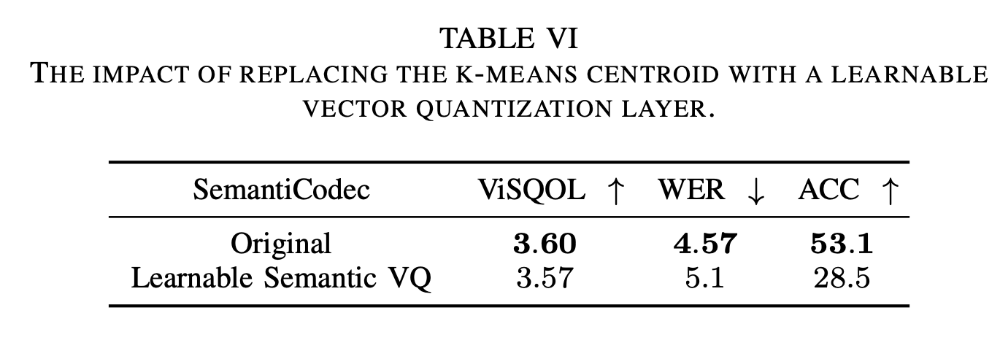 TABLE VI
THE IMPACT OF REPLACING THE K-MEANS CENTROID WITH A LEARNABLE
VECTOR QUANTIZATION LAYER.
SemantiCodec ViSQOL ↑ WER ↓ ACC ↑
Original 3.60 4.57 53.1
Learnable Semantic VQ 3.57 5.1 28.5